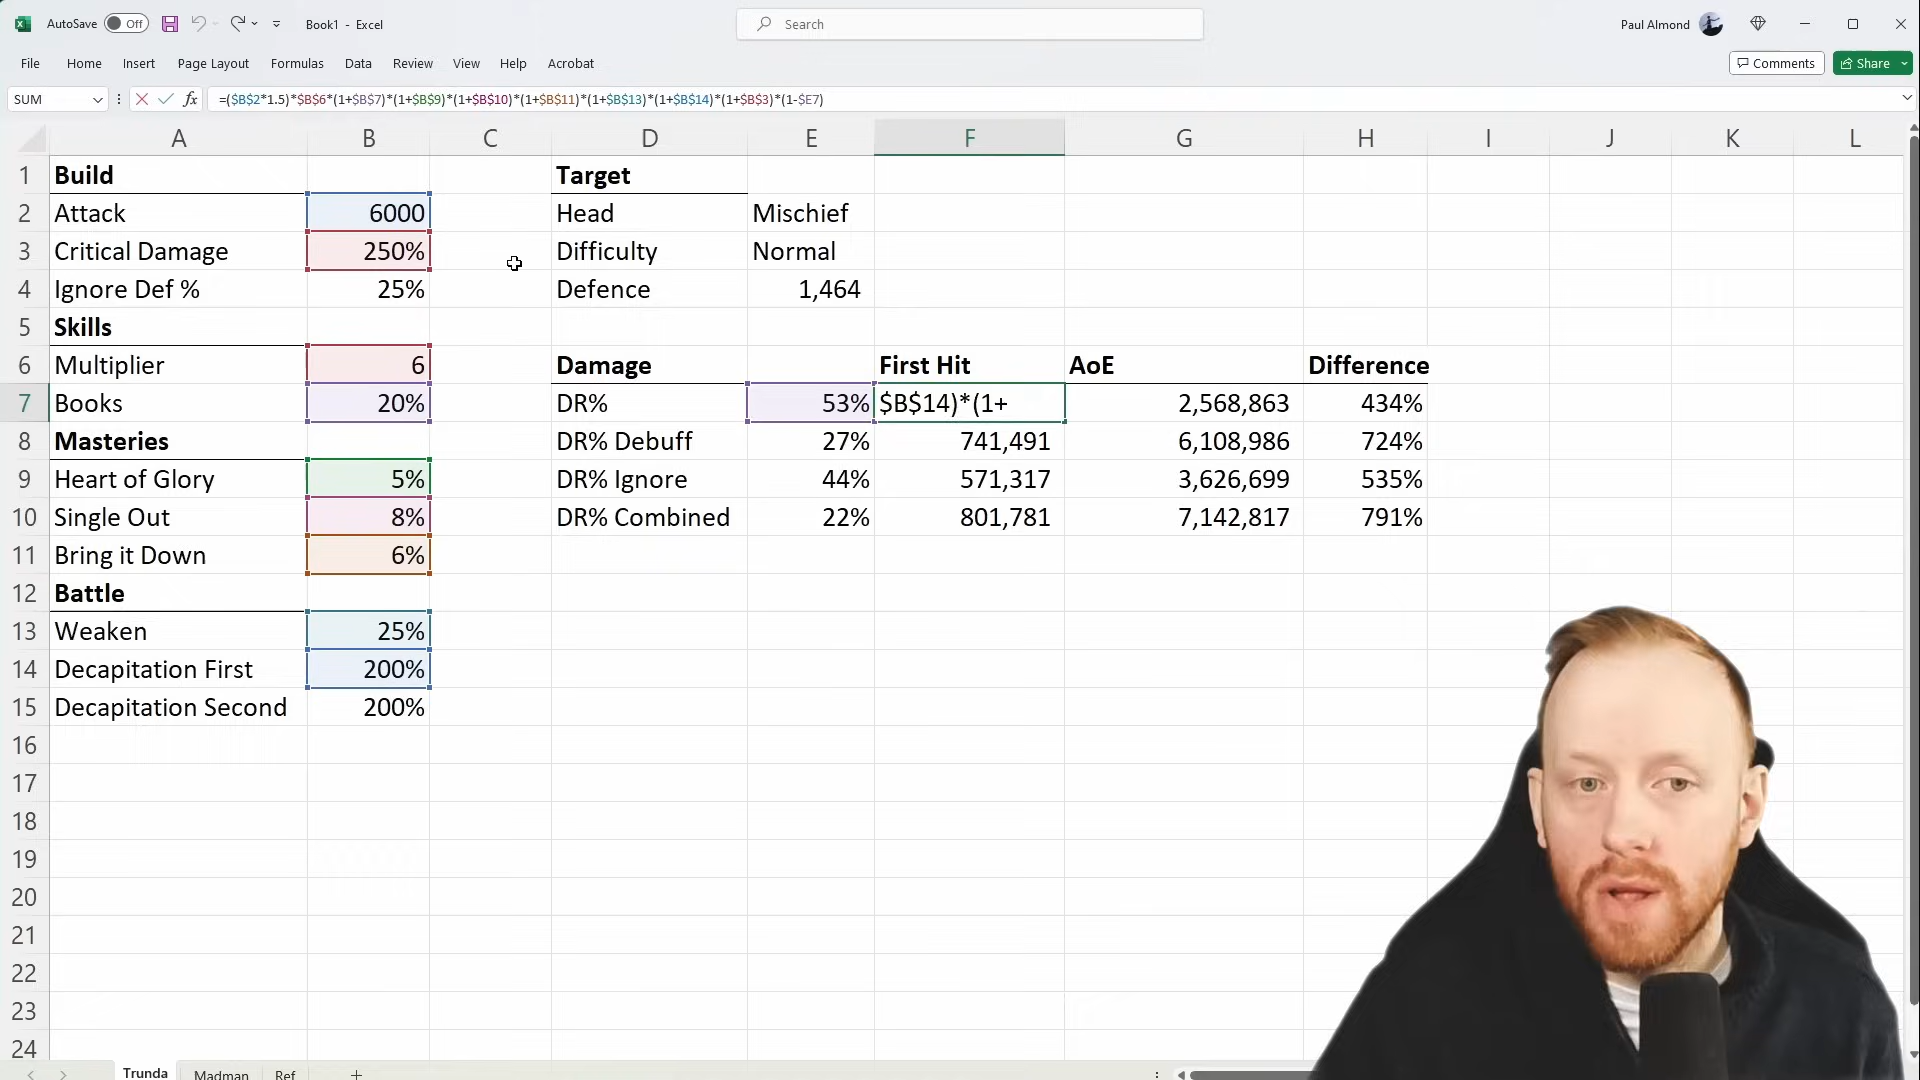 AutoSave Off Book1 - Excel Search Paul Almond
File Home Insert Page Layout Formulas Data Review View Help Acrobat Comments Share
SUM fx =($B$2*1.5)*$B$6*(1+$B$7)*(1+$B$9)*(1+$B$10)*(1+$B$11)*(1+$B$13)*(1+$B$14)*(1+$B$3)*(1-$E7)
A B C D E F G H I J K L
1 Build Target
2 Attack 6000 Head Mischief
3 Critical Damage 250% Difficulty Normal
4 Ignore Def % 25% Defence 1,464
5 Skills
6 Multiplier 6 Damage First Hit AoE Difference
7 Books 20% DR% 53% $B$14)*(1+ 2,568,863 434%
8 Masteries DR% Debuff 27% 741,491 6,108,986 724%
9 Heart of Glory 5% DR% Ignore 44% 571,317 3,626,699 535%
10 Single Out 8% DR% Combined 22% 801,781 7,142,817 791%
11 Bring it Down 6%
12 Battle
13 Weaken 25%
14 Decapitation First 200%
15 Decapitation Second 200%
16
17
18
19
20
21
22
23
24
Trunda Madman Ref